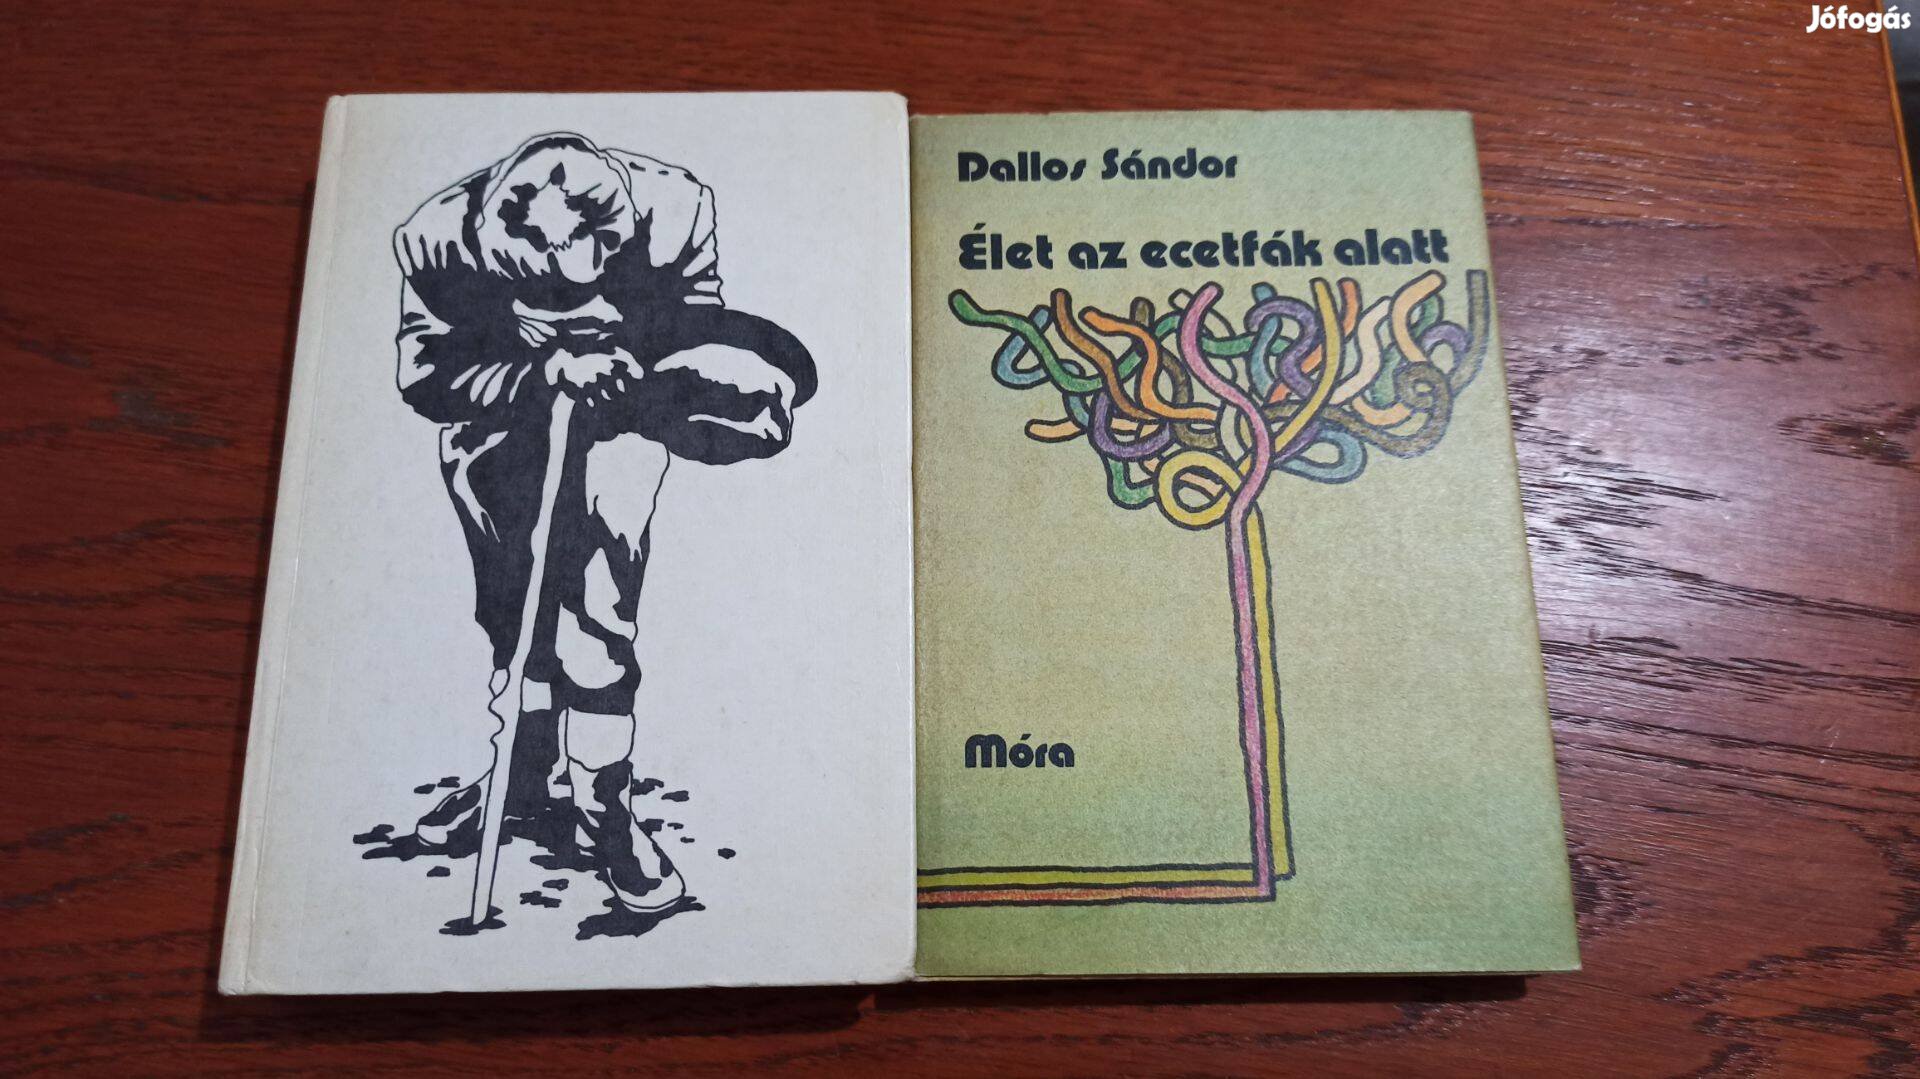 Jófogás
Dallos Sándor
Élet az ecetfák alatt
Móra